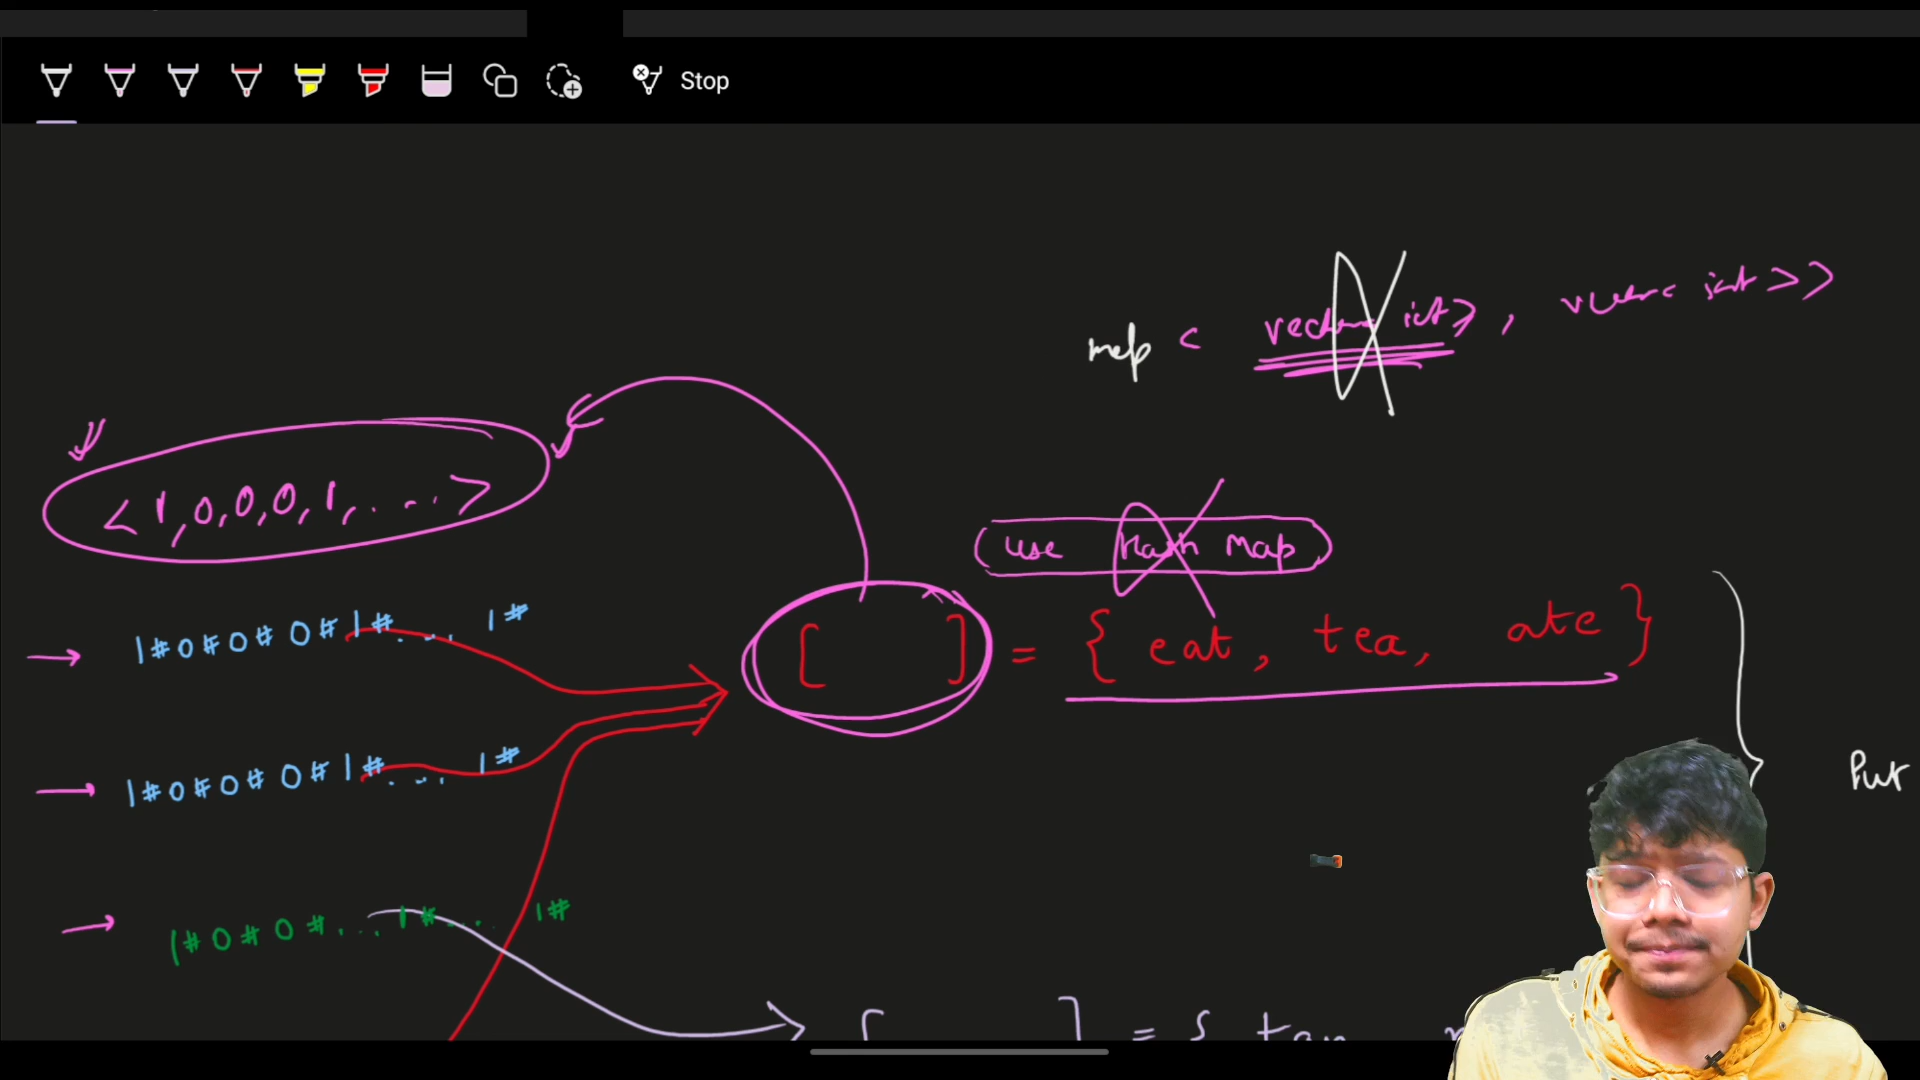 Stop
map < vector<int>, vector<int>>
<1,0,0,0,1,...>
(use Hash Map)
1#0#0#0#1#... 1#
[ ] = { eat, tea, ate }
1#0#0#0#1#... 1#
Put
1#0#0#...1#... 1#
[ ] = { tan